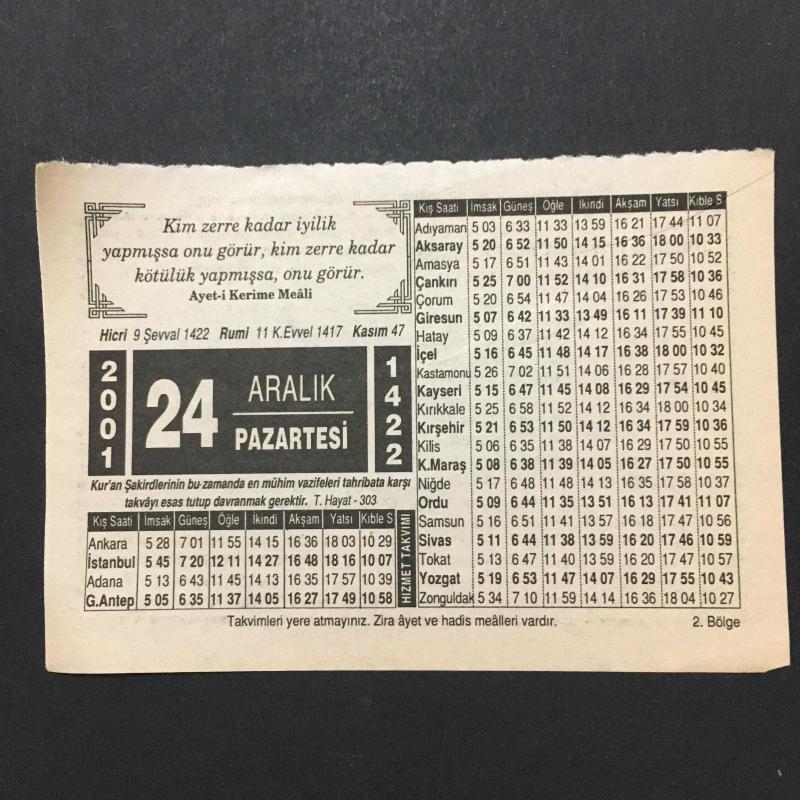 Kim zerre kadar iyilik
yapmışsa onu görür, kim zerre kadar
kötülük yapmışsa, onu görür.
Ayet-i Kerime Meâli
Hicri 9 Şevval 1422 Rumi 11 K.Evvel 1417 Kasım 47
2001
24
ARALIK
PAZARTESİ
1422
Kur'an Şakirdlerinin bu zamanda en mühim vazifeleri tahribata karşı
takvâyı esas tutup davranmak gerektir. T. Hayat - 303
Kış Saati İmsak Güneş Öğle İkindi Akşam Yatsı Kıble S
Ankara 5 28 7 01 11 55 14 15 16 36 18 03 10 29
İstanbul 5 45 7 20 12 11 14 27 16 48 18 16 10 07
Adana 5 13 6 43 11 45 14 13 16 35 17 57 10 39
G.Antep 5 05 6 35 11 37 14 05 16 27 17 49 10 58
HİZMET TAKVİMİ
Kış Saati İmsak Güneş Öğle İkindi Akşam Yatsı Kıble S
Adıyaman 5 03 6 33 11 33 13 59 16 21 17 44 11 07
Aksaray 5 20 6 52 11 50 14 15 16 36 18 00 10 33
Amasya 5 17 6 51 11 43 14 01 16 22 17 50 10 52
Çankırı 5 25 7 00 11 52 14 10 16 31 17 58 10 36
Çorum 5 20 6 54 11 47 14 04 16 26 17 53 10 46
Giresun 5 07 6 42 11 33 13 49 16 11 17 39 11 10
Hatay 5 09 6 37 11 42 14 12 16 34 17 55 10 45
İçel 5 16 6 45 11 48 14 17 16 38 18 00 10 32
Kastamonu 5 26 7 02 11 51 14 06 16 28 17 57 10 40
Kayseri 5 15 6 47 11 45 14 08 16 29 17 54 10 45
Kırıkkale 5 25 6 58 11 52 14 12 16 34 18 00 10 34
Kırşehir 5 21 6 53 11 50 14 12 16 34 17 59 10 36
Kilis 5 06 6 35 11 38 14 07 16 29 17 50 10 55
K.Maraş 5 08 6 38 11 39 14 05 16 27 17 50 10 55
Niğde 5 17 6 48 11 48 14 13 16 35 17 58 10 37
Ordu 5 09 6 44 11 35 13 51 16 13 17 41 11 07
Samsun 5 16 6 51 11 41 13 57 16 18 17 47 10 56
Sivas 5 11 6 44 11 38 13 59 16 20 17 46 10 59
Tokat 5 13 6 47 11 40 13 59 16 20 17 47 10 57
Yozgat 5 19 6 53 11 47 14 07 16 29 17 55 10 43
Zonguldak 5 34 7 10 11 59 14 14 16 36 18 04 10 27
Takvimleri yere atmayınız. Zira âyet ve hadis meâlleri vardır.
2. Bölge